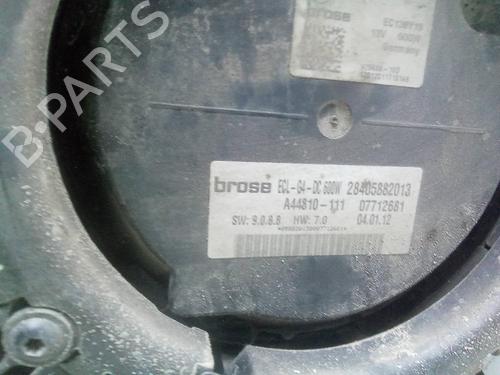 brose
13V 600W
Germany
B-PARTS
brose ECL-G4-DC 600W 28405882013
A44810-111 07712681
SW: 9.0.8.8 HW: 7.0 04.01.12